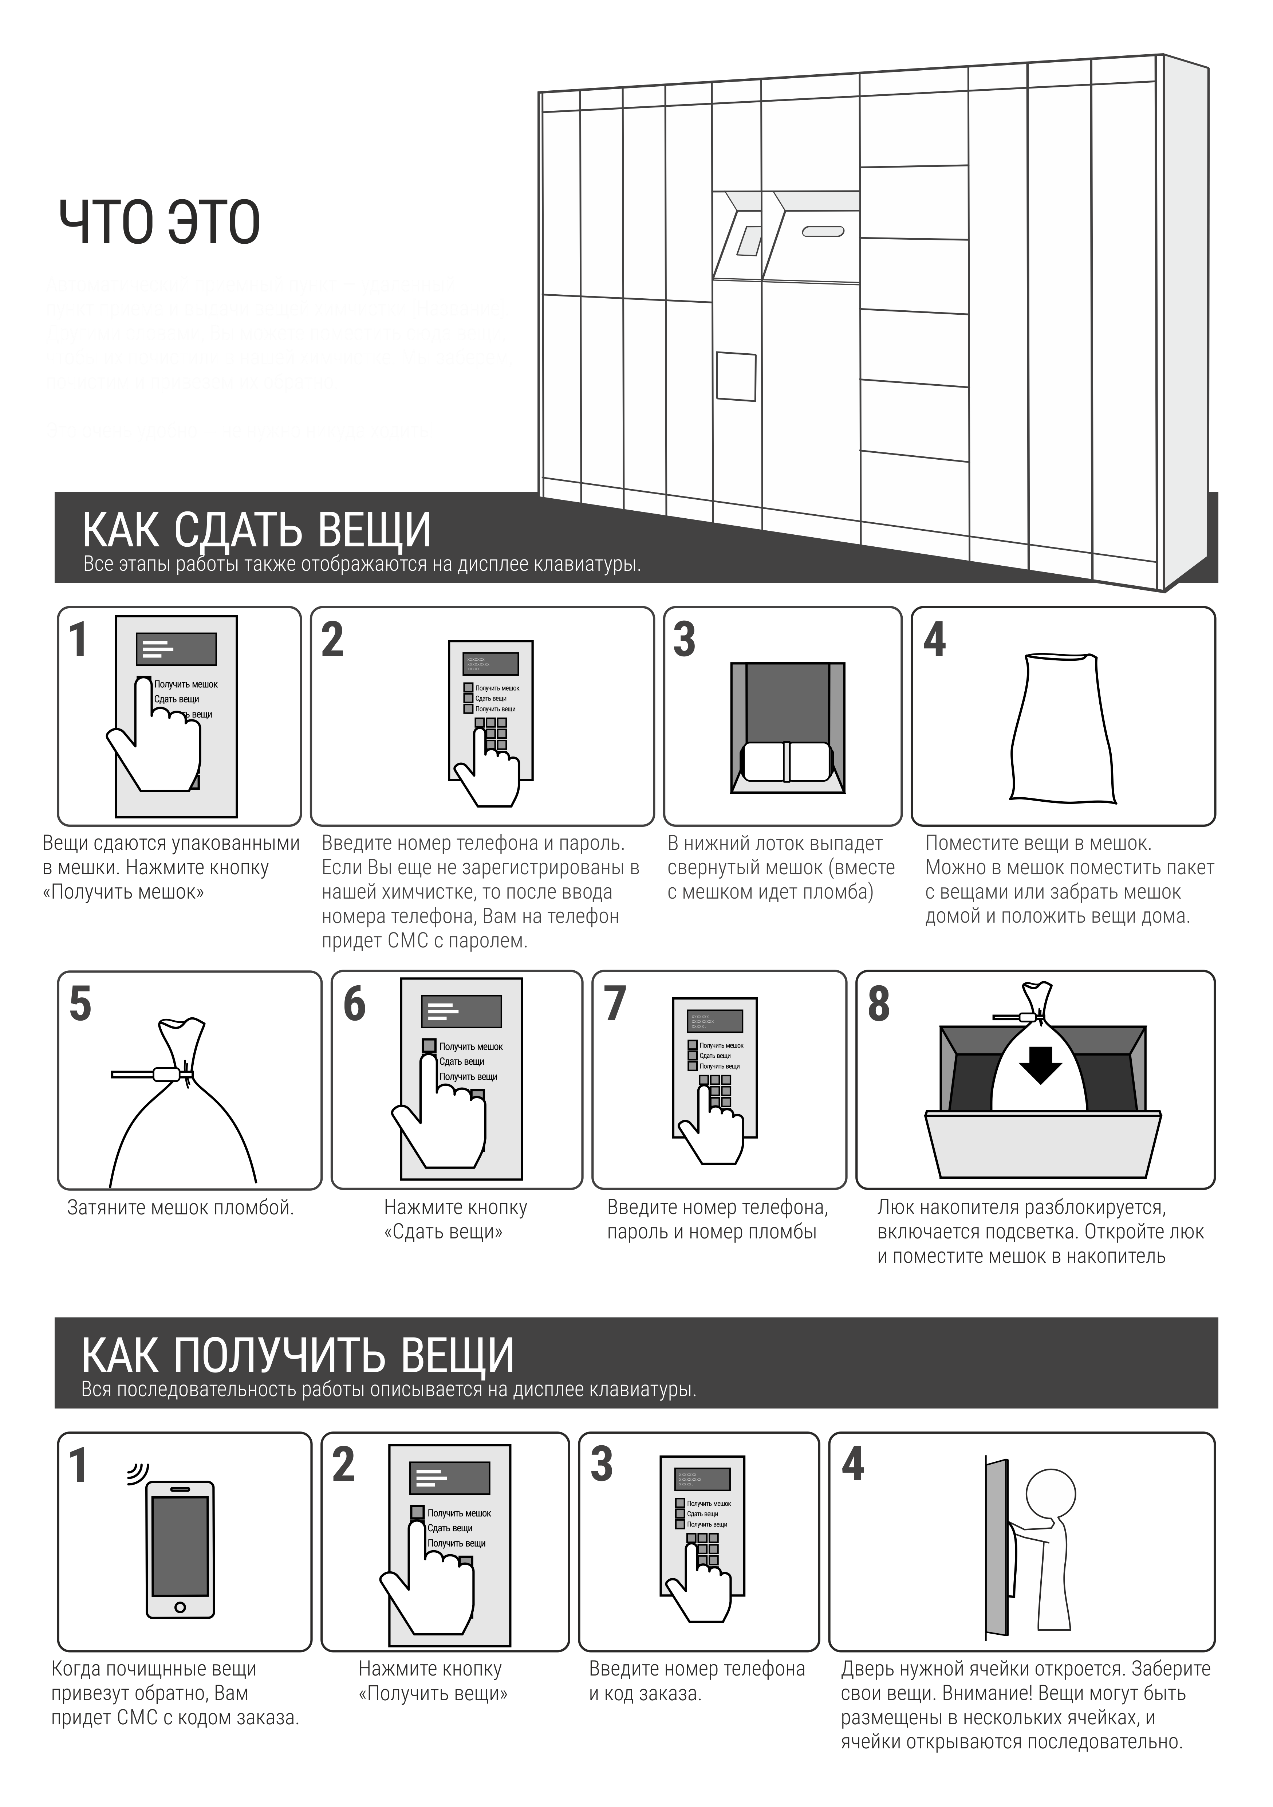 ЧТО ЭТО
КАК СДАТЬ ВЕЩИ
Все этапы работы также отображаются на дисплее клавиатуры.
1
Получить мешок
Сдать вещи
ь вещи
Вещи сдаются упакованными
в мешки. Нажмите кнопку
«Получить мешок»
2
Получить мешок
Сдать вещи
Получить вещи
Введите номер телефона и пароль.
Если Вы еще не зарегистрированы в
нашей химчистке, то после ввода
номера телефона, Вам на телефон
придет СМС с паролем.
3
В нижний лоток выпадет
свернутый мешок (вместе
с мешком идет пломба)
4
Поместите вещи в мешок.
Можно в мешок поместить пакет
с вещами или забрать мешок
домой и положить вещи дома.
5
Затяните мешок пломбой.
6
Получить мешок
Сдать вещи
Получить вещи
Нажмите кнопку
«Сдать вещи»
7
Получить мешок
Сдать вещи
Получить вещи
Введите номер телефона,
пароль и номер пломбы
8
Люк накопителя разблокируется,
включается подсветка. Откройте люк
и поместите мешок в накопитель
КАК ПОЛУЧИТЬ ВЕЩИ
Вся последовательность работы описывается на дисплее клавиатуры.
1
Когда почищнные вещи
привезут обратно, Вам
придет СМС с кодом заказа.
2
Получить мешок
Сдать вещи
Получить вещи
Нажмите кнопку
«Получить вещи»
3
Получить мешок
Сдать вещи
Получить вещи
Введите номер телефона
и код заказа.
4
Дверь нужной ячейки откроется. Заберите
свои вещи. Внимание! Вещи могут быть
размещены в нескольких ячейках, и
ячейки открываются последовательно.